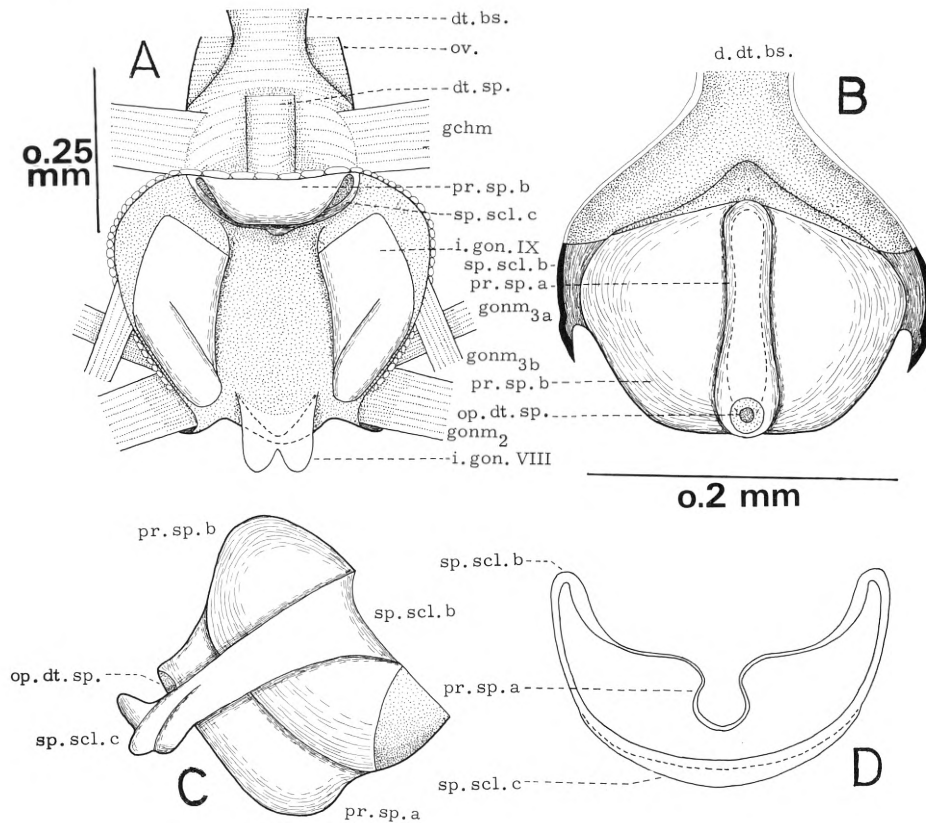 A
o.25
mm
dt.bs.
ov.
dt.sp.
gchm
pr.sp.b
sp.scl.c
i.gon.IX
sp.scl.b
pr.sp.a
gonm3a
gonm3b
pr.sp.b
op.dt.sp.
gonm2
i.gon.VIII
d.dt.bs.
B
o.2 mm
pr.sp.b
sp.scl.b
op.dt.sp.
sp.scl.c
C
pr.sp.a
sp.scl.b
pr.sp.a
sp.scl.c
D